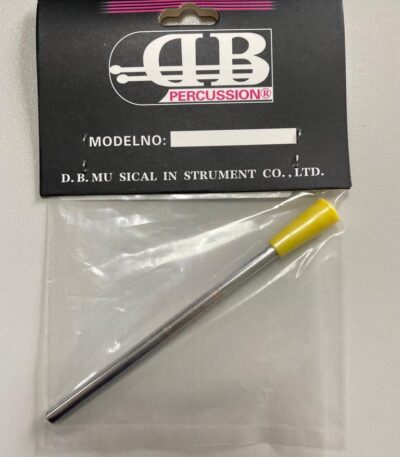 DB
PERCUSSION®
MODELNO:
D.B.MU SICAL IN STRUMENT CO.,LTD.